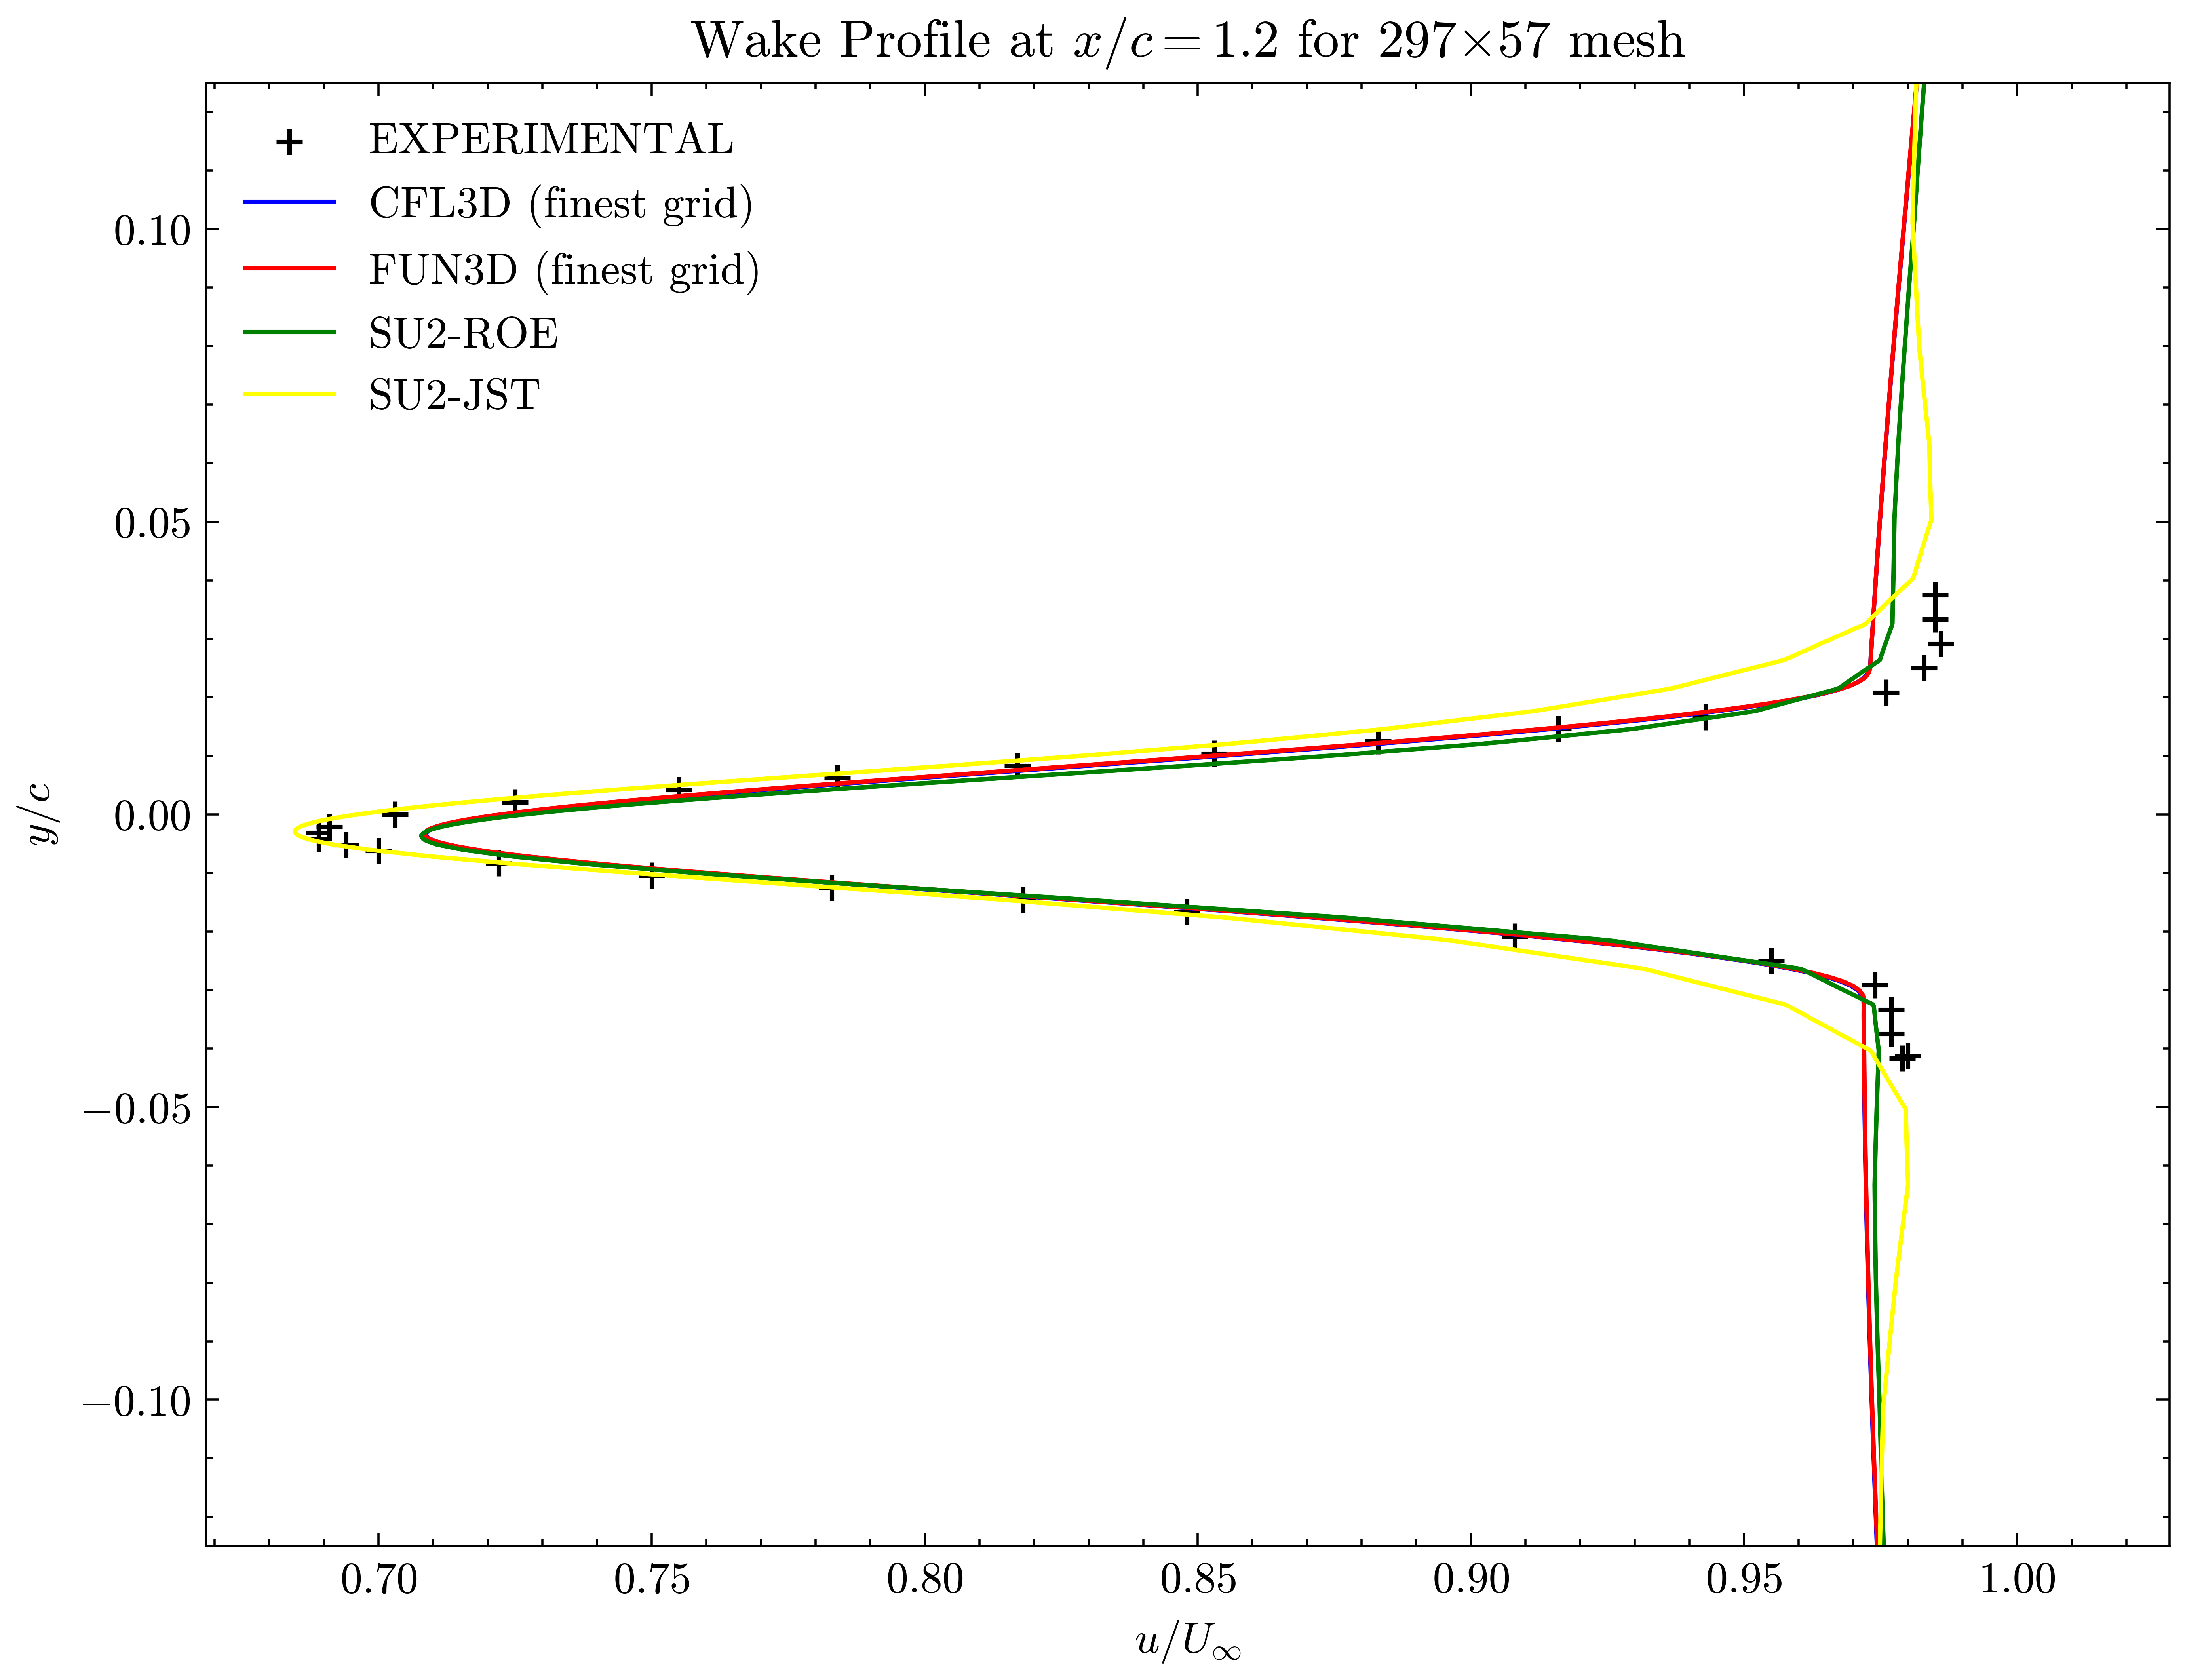 Wake Profile at x/c = 1.2 for 297×57 mesh
EXPERIMENTAL
CFL3D (finest grid)
FUN3D (finest grid)
SU2-ROE
SU2-JST
0.10
0.05
0.00
−0.05
−0.10
y/c
0.70 0.75 0.80 0.85 0.90 0.95 1.00
u/U∞